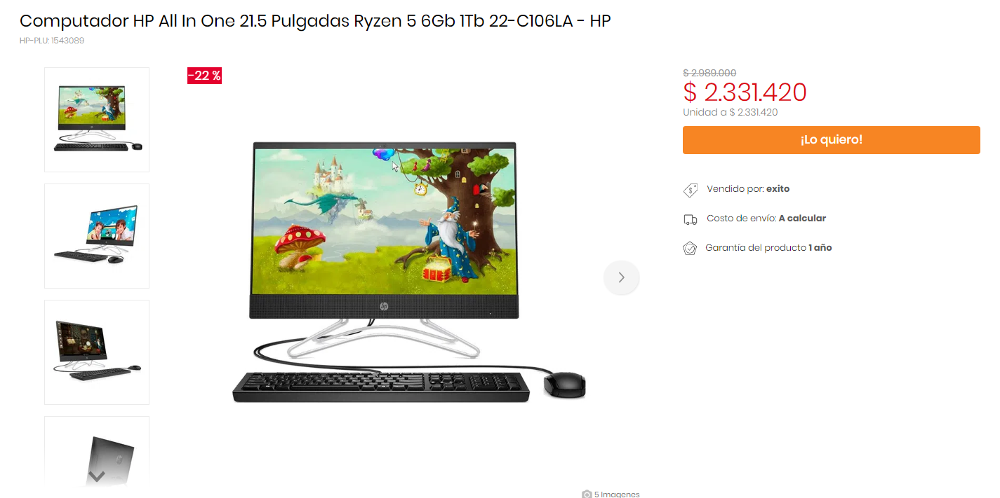 Computador HP All In One 21.5 Pulgadas Ryzen 5 6Gb 1Tb 22-C106LA - HP
HP-PLU: 1543089
-22 %
$ 2.989.000
$ 2.331.420
Unidad a $ 2.331.420
¡Lo quiero!
Vendido por: exito
Costo de envío: A calcular
Garantía del producto 1 año
hp
5 Imagenes